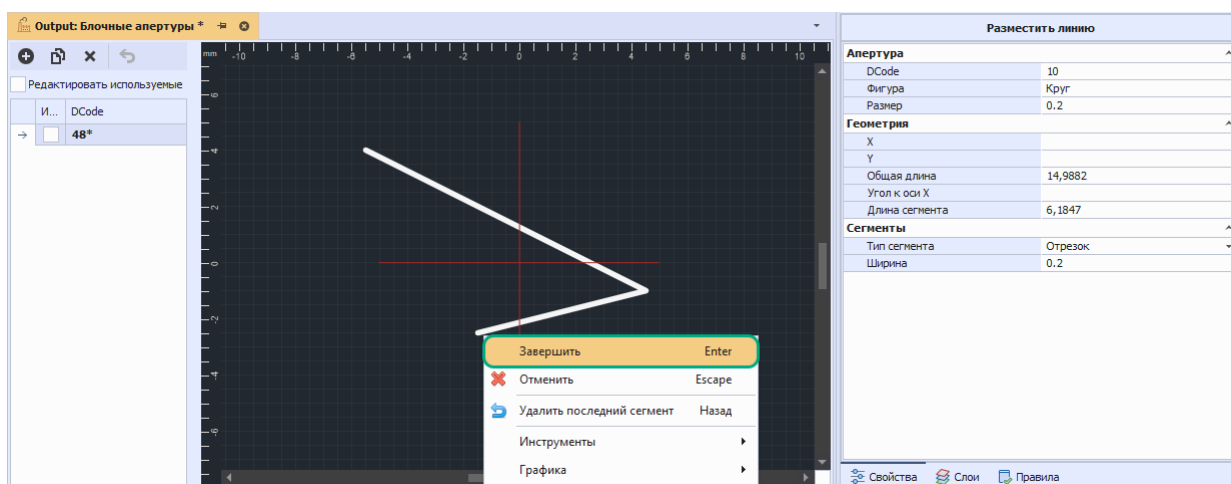 Output: Блочные апертуры *
Редактировать используемые
И... DCode
48*
mm -10 -8 -6 -4 -2 0 2 4 6 8 10
6
4
2
0
-2
-4
-6
Завершить Enter
Отменить Escape
Удалить последний сегмент Назад
Инструменты
Графика
Разместить линию
Апертура
DCode 10
Фигура Круг
Размер 0.2
Геометрия
X
Y
Общая длина 14,9882
Угол к оси X
Длина сегмента 6,1847
Сегменты
Тип сегмента Отрезок
Ширина 0.2
Свойства Слои Правила